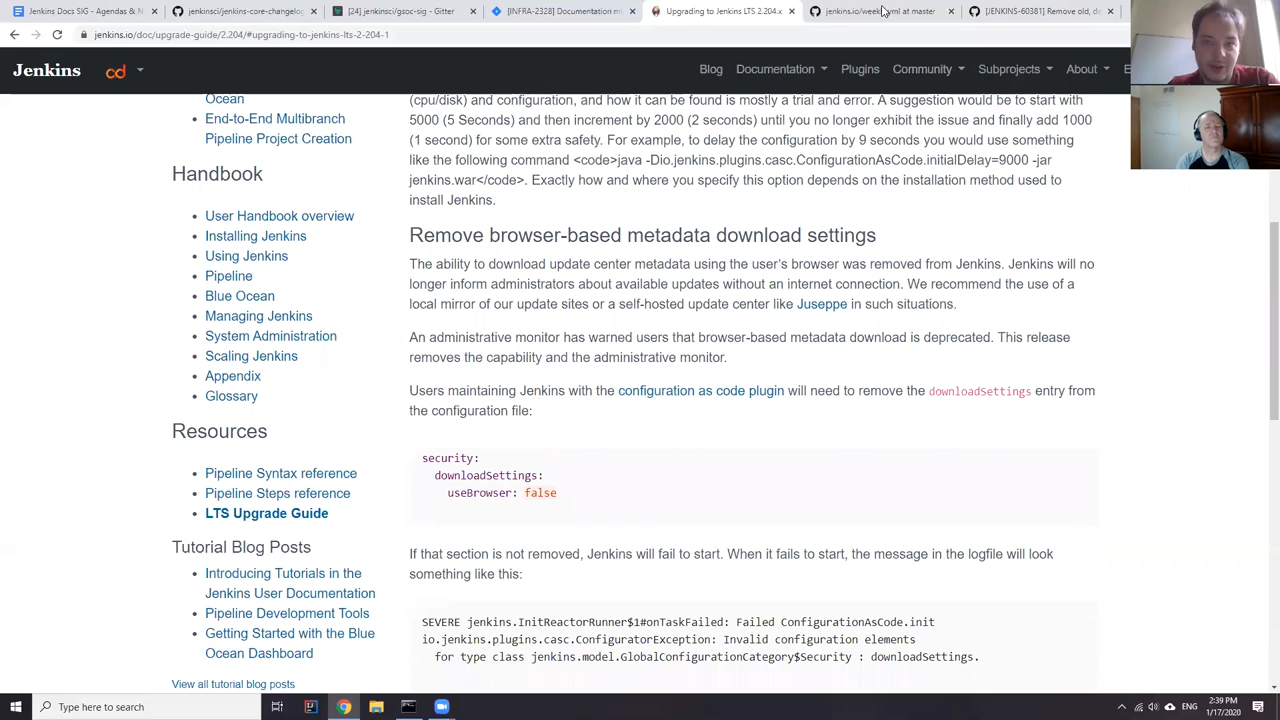 Jenkins Docs SIG - Agendas & N
jenkinsci/jenkins-core-changelog
[24] jenkinsci/gsoc-sig - Gitter
[INFRA-2328] Documentation m
Upgrading to Jenkins LTS 2.204.x
jenkins.io/week
ml at master
[JENKINS-60381] Remove old, d
jenkins.io/doc/upgrade-guide/2.204/#upgrading-to-jenkins-lts-2-204-1
Jenkins
cd
Blog
Documentation
Plugins
Community
Subprojects
About
Ocean
End-to-End Multibranch
Pipeline Project Creation
Handbook
User Handbook overview
Installing Jenkins
Using Jenkins
Pipeline
Blue Ocean
Managing Jenkins
System Administration
Scaling Jenkins
Appendix
Glossary
Resources
Pipeline Syntax reference
Pipeline Steps reference
LTS Upgrade Guide
Tutorial Blog Posts
Introducing Tutorials in the
Jenkins User Documentation
Pipeline Development Tools
Getting Started with the Blue
Ocean Dashboard
View all tutorial blog posts
(cpu/disk) and configuration, and how it can be found is mostly a trial and error. A suggestion would be to start with
5000 (5 Seconds) and then increment by 2000 (2 seconds) until you no longer exhibit the issue and finally add 1000
(1 second) for some extra safety. For example, to delay the configuration by 9 seconds you would use something
like the following command <code>java -Dio.jenkins.plugins.casc.ConfigurationAsCode.initialDelay=9000 -jar
jenkins.war</code>. Exactly how and where you specify this option depends on the installation method used to
install Jenkins.
Remove browser-based metadata download settings
The ability to download update center metadata using the user's browser was removed from Jenkins. Jenkins will no
longer inform administrators about available updates without an internet connection. We recommend the use of a
local mirror of our update sites or a self-hosted update center like Juseppe in such situations.
An administrative monitor has warned users that browser-based metadata download is deprecated. This release
removes the capability and the administrative monitor.
Users maintaining Jenkins with the configuration as code plugin will need to remove the downloadSettings entry from
the configuration file:
security:
downloadSettings:
useBrowser: false
If that section is not removed, Jenkins will fail to start. When it fails to start, the message in the logfile will look
something like this:
SEVERE jenkins.InitReactorRunner$1#onTaskFailed: Failed ConfigurationAsCode.init
io.jenkins.plugins.casc.ConfiguratorException: Invalid configuration elements
for type class jenkins.model.GlobalConfigurationCategory$Security : downloadSettings.
Type here to search
ENG
2:39 PM
1/17/2020